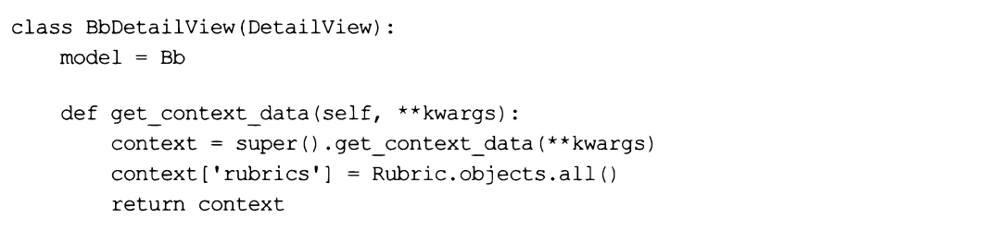 class BbDetailView(DetailView):
    model = Bb

    def get_context_data(self, **kwargs):
        context = super().get_context_data(**kwargs)
        context['rubrics'] = Rubric.objects.all()
        return context